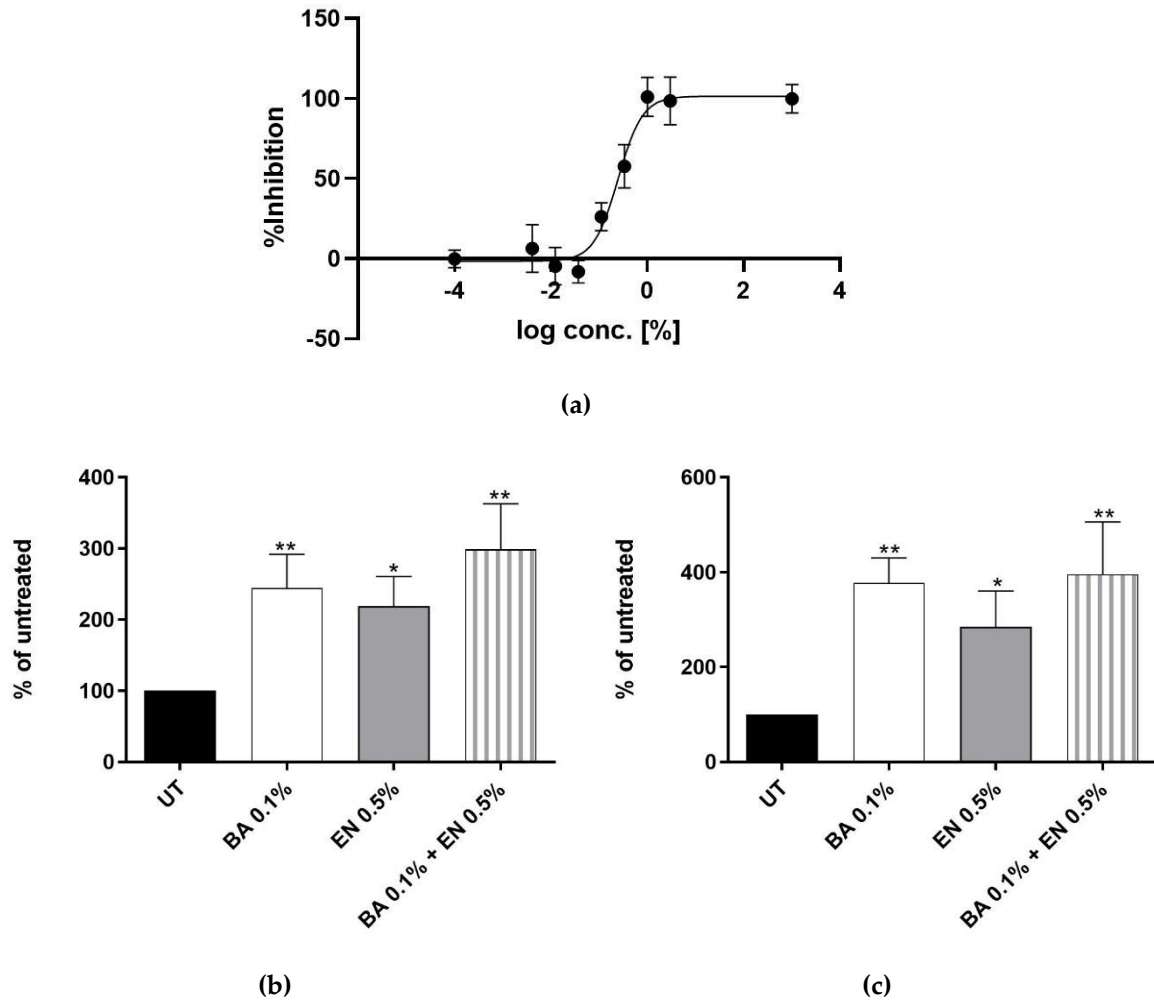 150
100
50
0
-50
%Inhibition
-4
-2
0
2
4
log conc. [%]
(a)
400
300
200
100
0
% of untreated
**
*
**
UT
BA 0.1%
EN 0.5%
BA 0.1% + EN 0.5%
(b)
600
400
200
0
% of untreated
**
*
**
UT
BA 0.1%
EN 0.5%
BA 0.1% + EN 0.5%
(c)